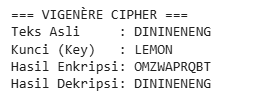 === VIGENÈRE CIPHER ===
Teks Asli     : DININENENG
Kunci (Key)   : LEMON
Hasil Enkripsi: OMZWAPRQBT
Hasil Dekripsi: DININENENG